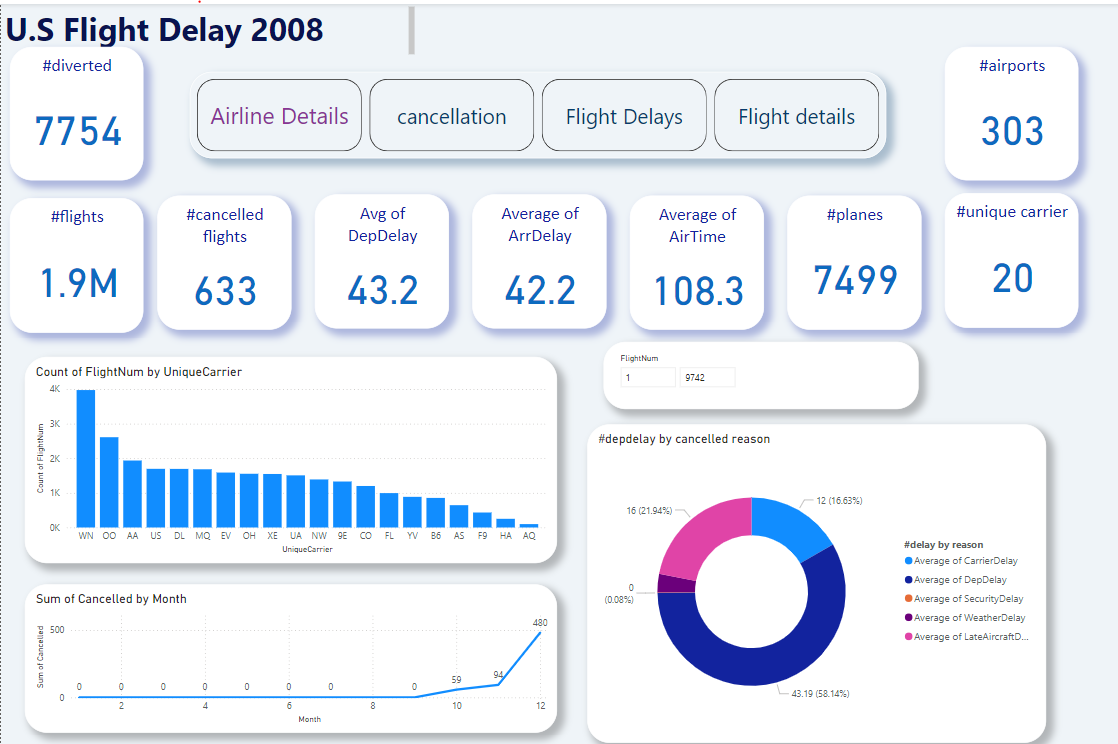 U.S Flight Delay 2008
#diverted
7754
Airline Details
cancellation
Flight Delays
Flight details
#airports
303
#flights
1.9M
#cancelled
flights
633
Avg of
DepDelay
43.2
Average of
ArrDelay
42.2
Average of
AirTime
108.3
#planes
7499
#unique carrier
20
Count of FlightNum by UniqueCarrier
Count of FlightNum
4K
3K
2K
1K
0K
WN OO AA US DL MQ EV OH XE UA NW 9E CO FL YV B6 AS F9 HA AQ
UniqueCarrier
FlightNum
1 9742
Sum of Cancelled by Month
Sum of Cancelled
500
0
0 0 0 0 0 0 0 0 59 94 480
2 4 6 8 10 12
Month
#depdelay by cancelled reason
12 (16.63%)
16 (21.94%)
0
(0.08%)
43.19 (58.14%)
#delay by reason
Average of CarrierDelay
Average of DepDelay
Average of SecurityDelay
Average of WeatherDelay
Average of LateAircraftD...